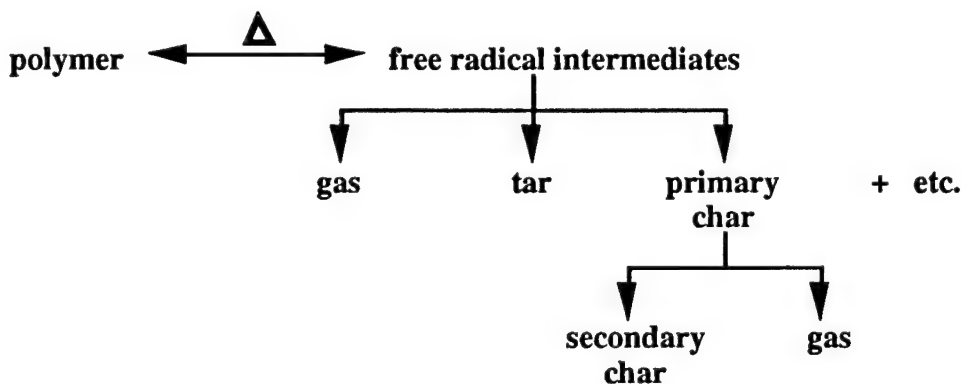 Δ
polymer
free radical intermediates
gas
tar
primary
char
+ etc.
secondary
char
gas